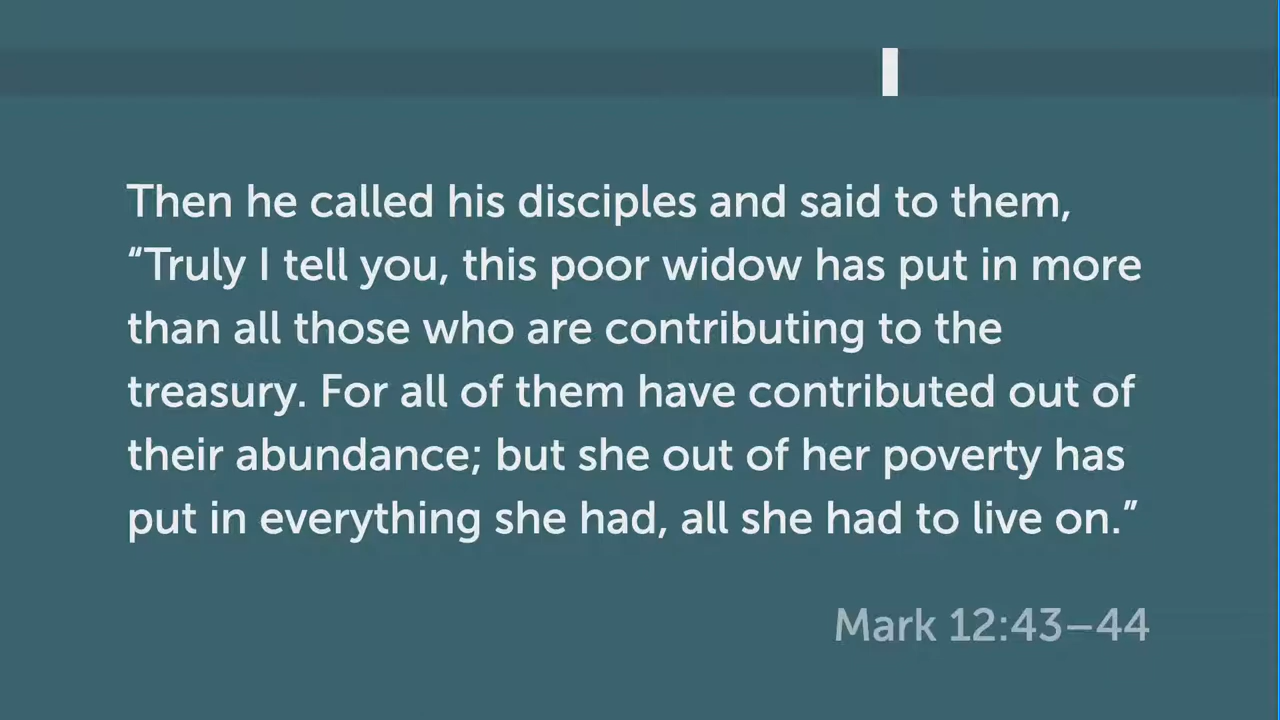 Then he called his disciples and said to them,
“Truly I tell you, this poor widow has put in more
than all those who are contributing to the
treasury. For all of them have contributed out of
their abundance; but she out of her poverty has
put in everything she had, all she had to live on.”
Mark 12:43–44